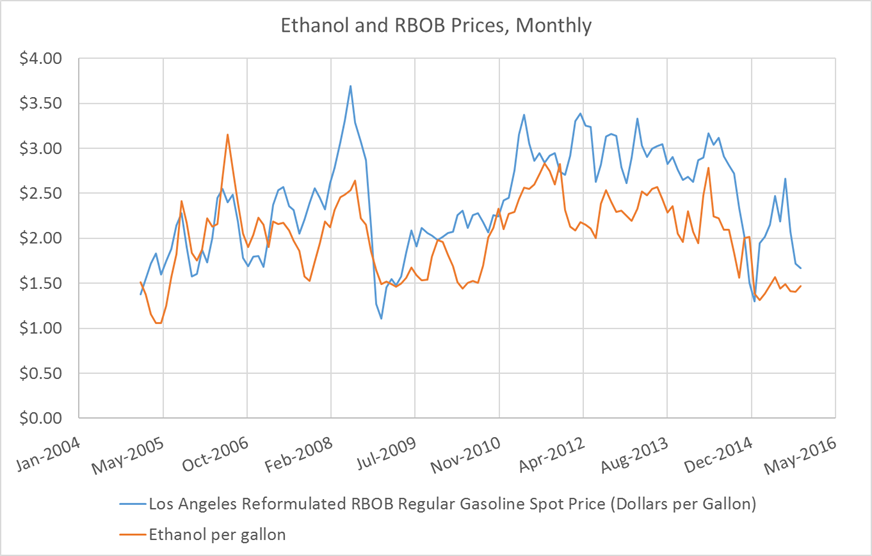 Ethanol and RBOB Prices, Monthly
$4.00
$3.50
$3.00
$2.50
$2.00
$1.50
$1.00
$0.50
$0.00
Jan-2004 May-2005 Oct-2006 Feb-2008 Jul-2009 Nov-2010 Apr-2012 Aug-2013 Dec-2014 May-2016
Los Angeles Reformulated RBOB Regular Gasoline Spot Price (Dollars per Gallon)
Ethanol per gallon